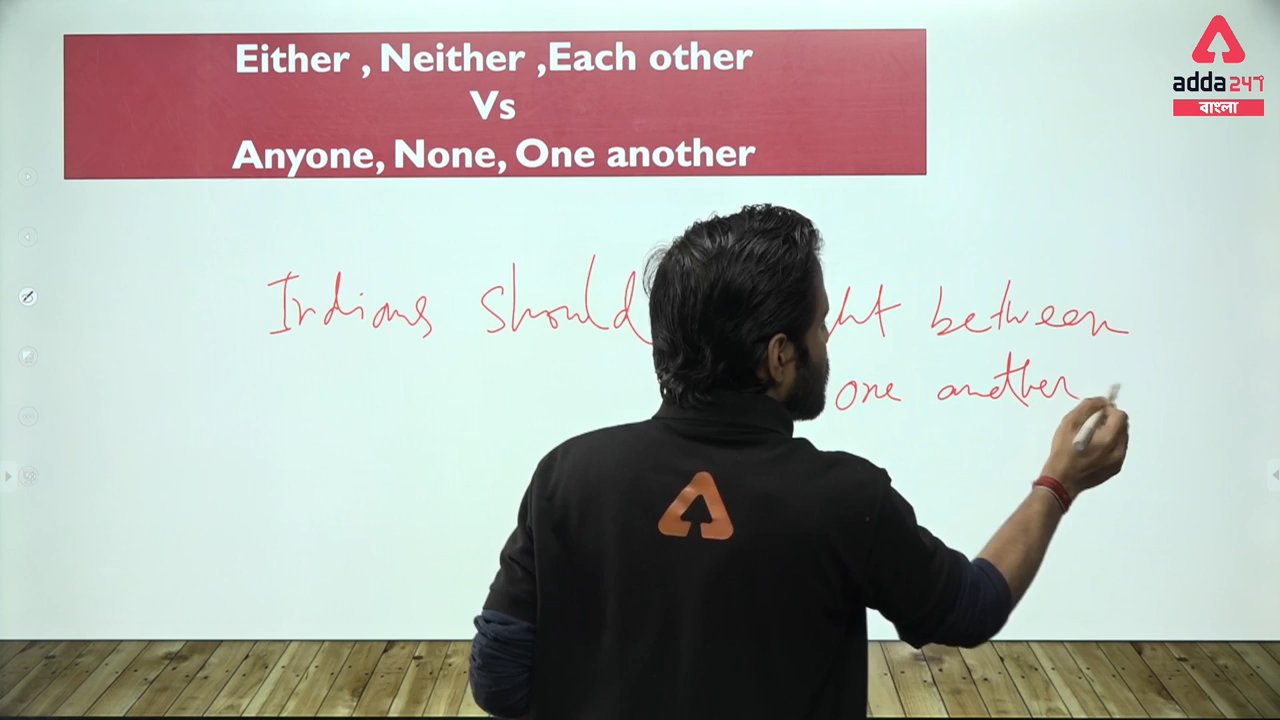 Either , Neither ,Each other
Vs
Anyone, None, One another
adda247
বাংলা
Indians should between
one another